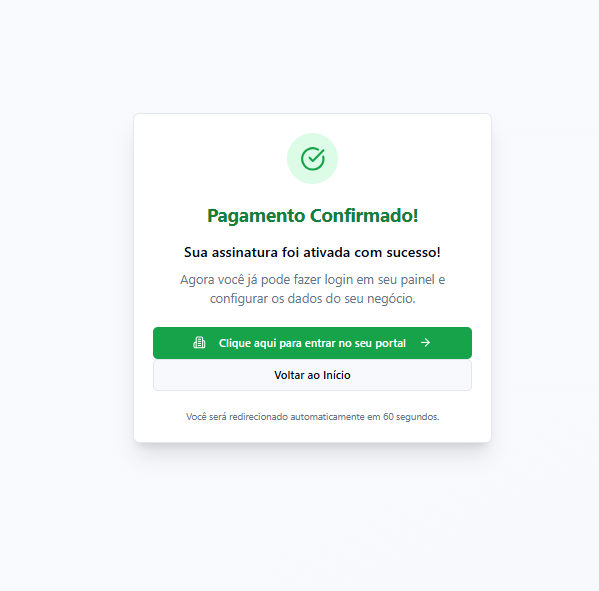 Pagamento Confirmado!
Sua assinatura foi ativada com sucesso!
Agora você já pode fazer login em seu painel e
configurar os dados do seu negócio.
Clique aqui para entrar no seu portal
Voltar ao Início
Você será redirecionado automaticamente em 60 segundos.